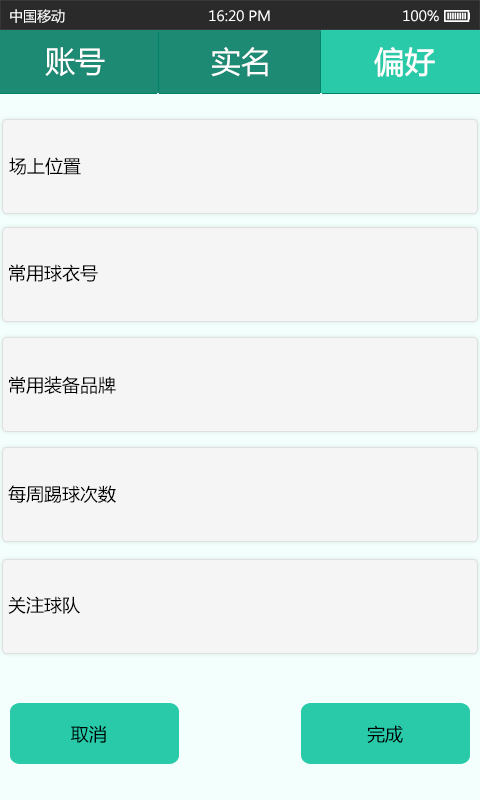 中国移动 16:20 PM 100%
账号 实名 偏好
场上位置
常用球衣号
常用装备品牌
每周踢球次数
关注球队
取消 完成